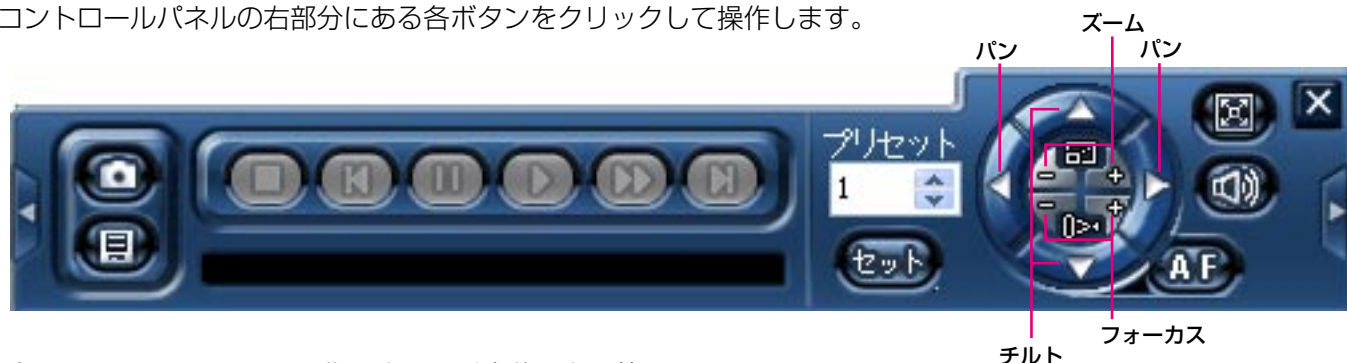 コントロールパネルの右部分にある各ボタンをクリックして操作します。
ズーム
パン
パン
プリセット
1
セット
AF
フォーカス
チルト